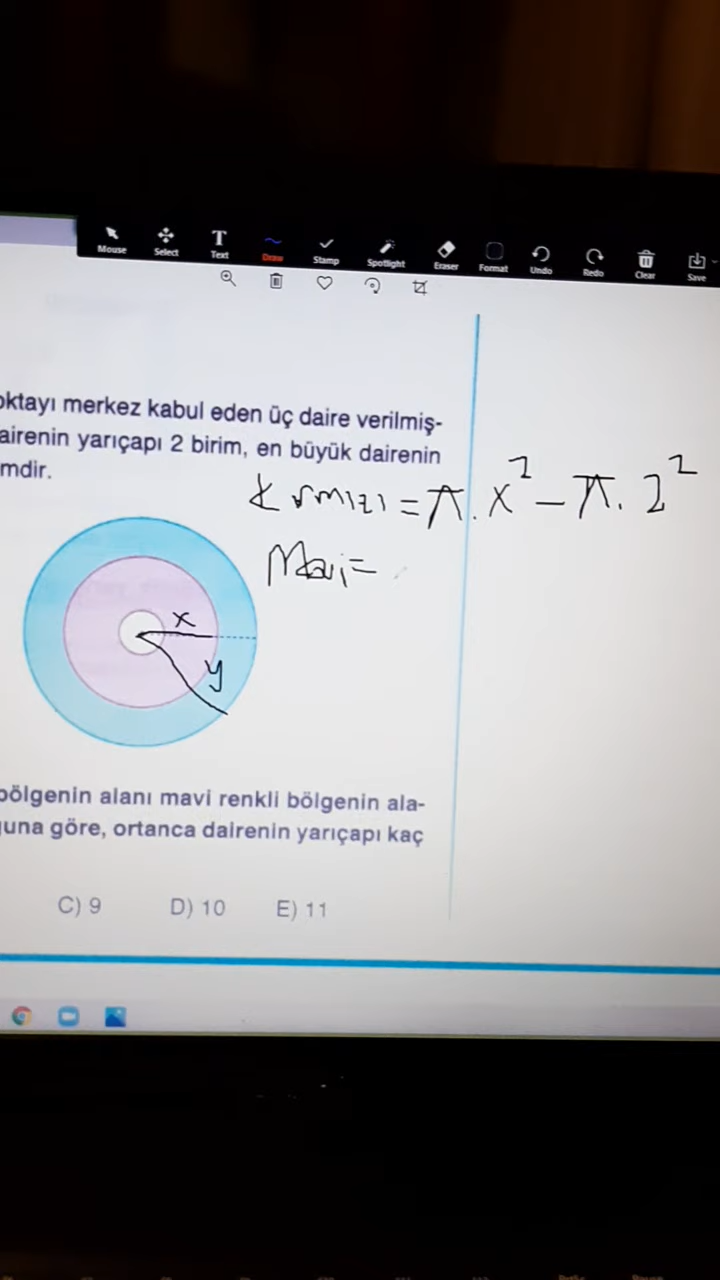 Mouse Select Text Draw Stamp Spotlight Eraser Format Undo Redo Clear Save
oktayı merkez kabul eden üç daire verilmiş-
airenin yarıçapı 2 birim, en büyük dairenin
mdir.
Kırmızı = π.x² − π.2²
Mavi =
x
y
bölgenin alanı mavi renkli bölgenin ala-
una göre, ortanca dairenin yarıçapı kaç
C) 9 D) 10 E) 11